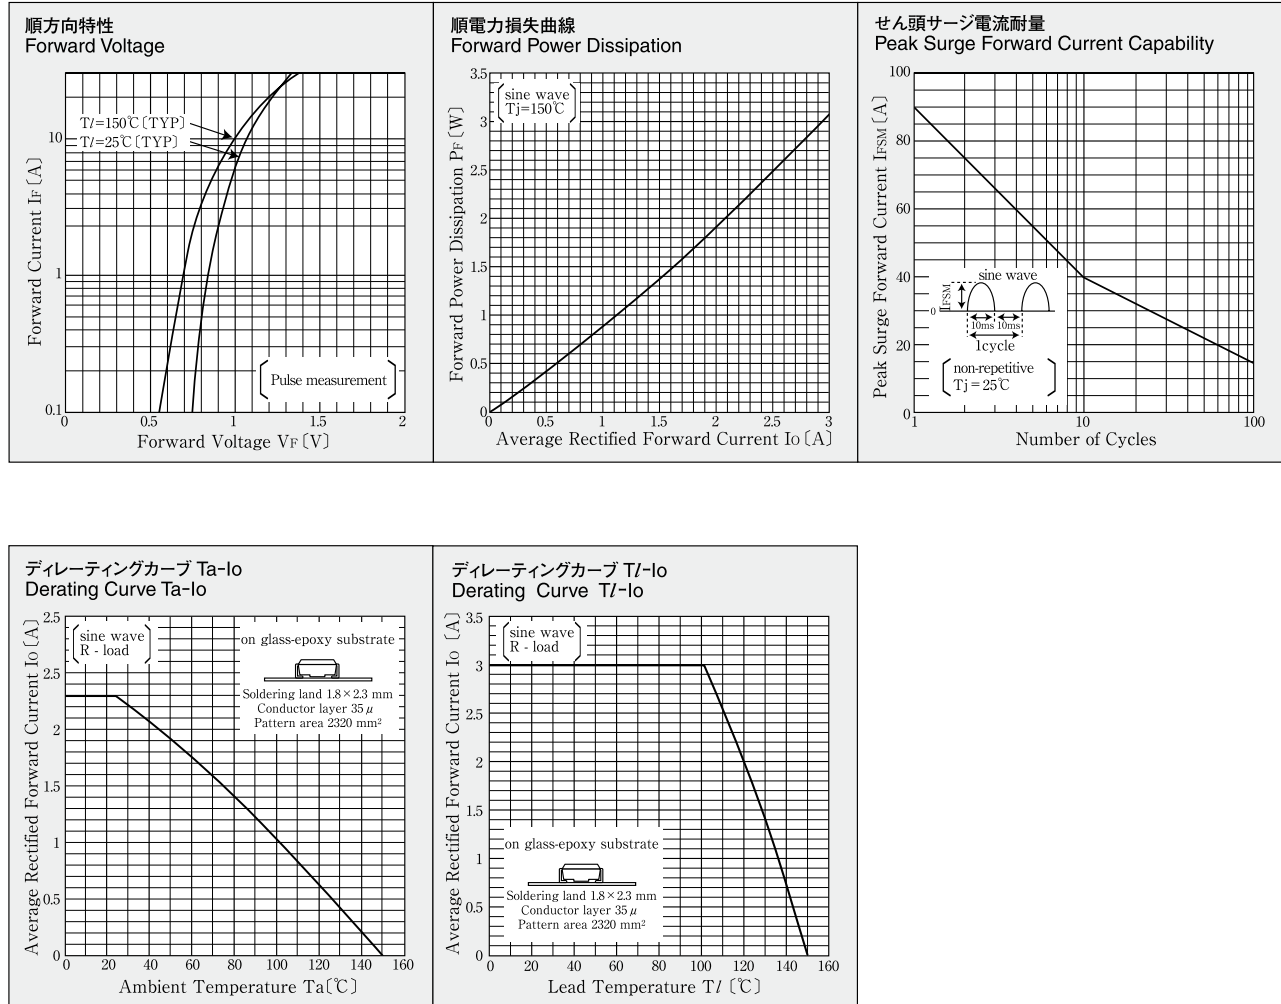 順方向特性
Forward Voltage
Tl=150℃〔TYP〕
Tl=25℃〔TYP〕
Pulse measurement
10
1
0.1
0
0.5
1
1.5
2
Forward Current IF〔A〕
Forward Voltage VF〔V〕
順電力損失曲線
Forward Power Dissipation
sine wave
Tj=150℃
3.5
3
2.5
2
1.5
1
0.5
0
0
0.5
1
1.5
2
2.5
3
Forward Power Dissipation PF〔W〕
Average Rectified Forward Current IO〔A〕
せん頭サージ電流耐量
Peak Surge Forward Current Capability
100
80
60
40
20
0
sine wave
IFSM
0
10ms 10ms
1cycle
non-repetitive
Tj = 25℃
1
10
100
Peak Surge Forward Current IFSM〔A〕
Number of Cycles
ディレーティングカーブ Ta-Io
Derating Curve Ta-Io
sine wave
R - load
on glass-epoxy substrate
Soldering land 1.8×2.3 mm
Conductor layer 35μ
Pattern area 2320 mm²
2.5
2.5
2
1.5
1
0.5
0
0
20
40
60
80
100
120
140
160
Average Rectified Forward Current IO〔A〕
Ambient Temperature Ta〔℃〕
ディレーティングカーブ Tl-Io
Derating Curve Tl-Io
sine wave
R - load
on glass-epoxy substrate
Soldering land 1.8×2.3 mm
Conductor layer 35μ
Pattern area 2320 mm²
3.5
3
2.5
2
1.5
1
0.5
0
0
20
40
60
80
100
120
140
160
Average Rectified Forward Current IO〔A〕
Lead Temperature Tl〔℃〕